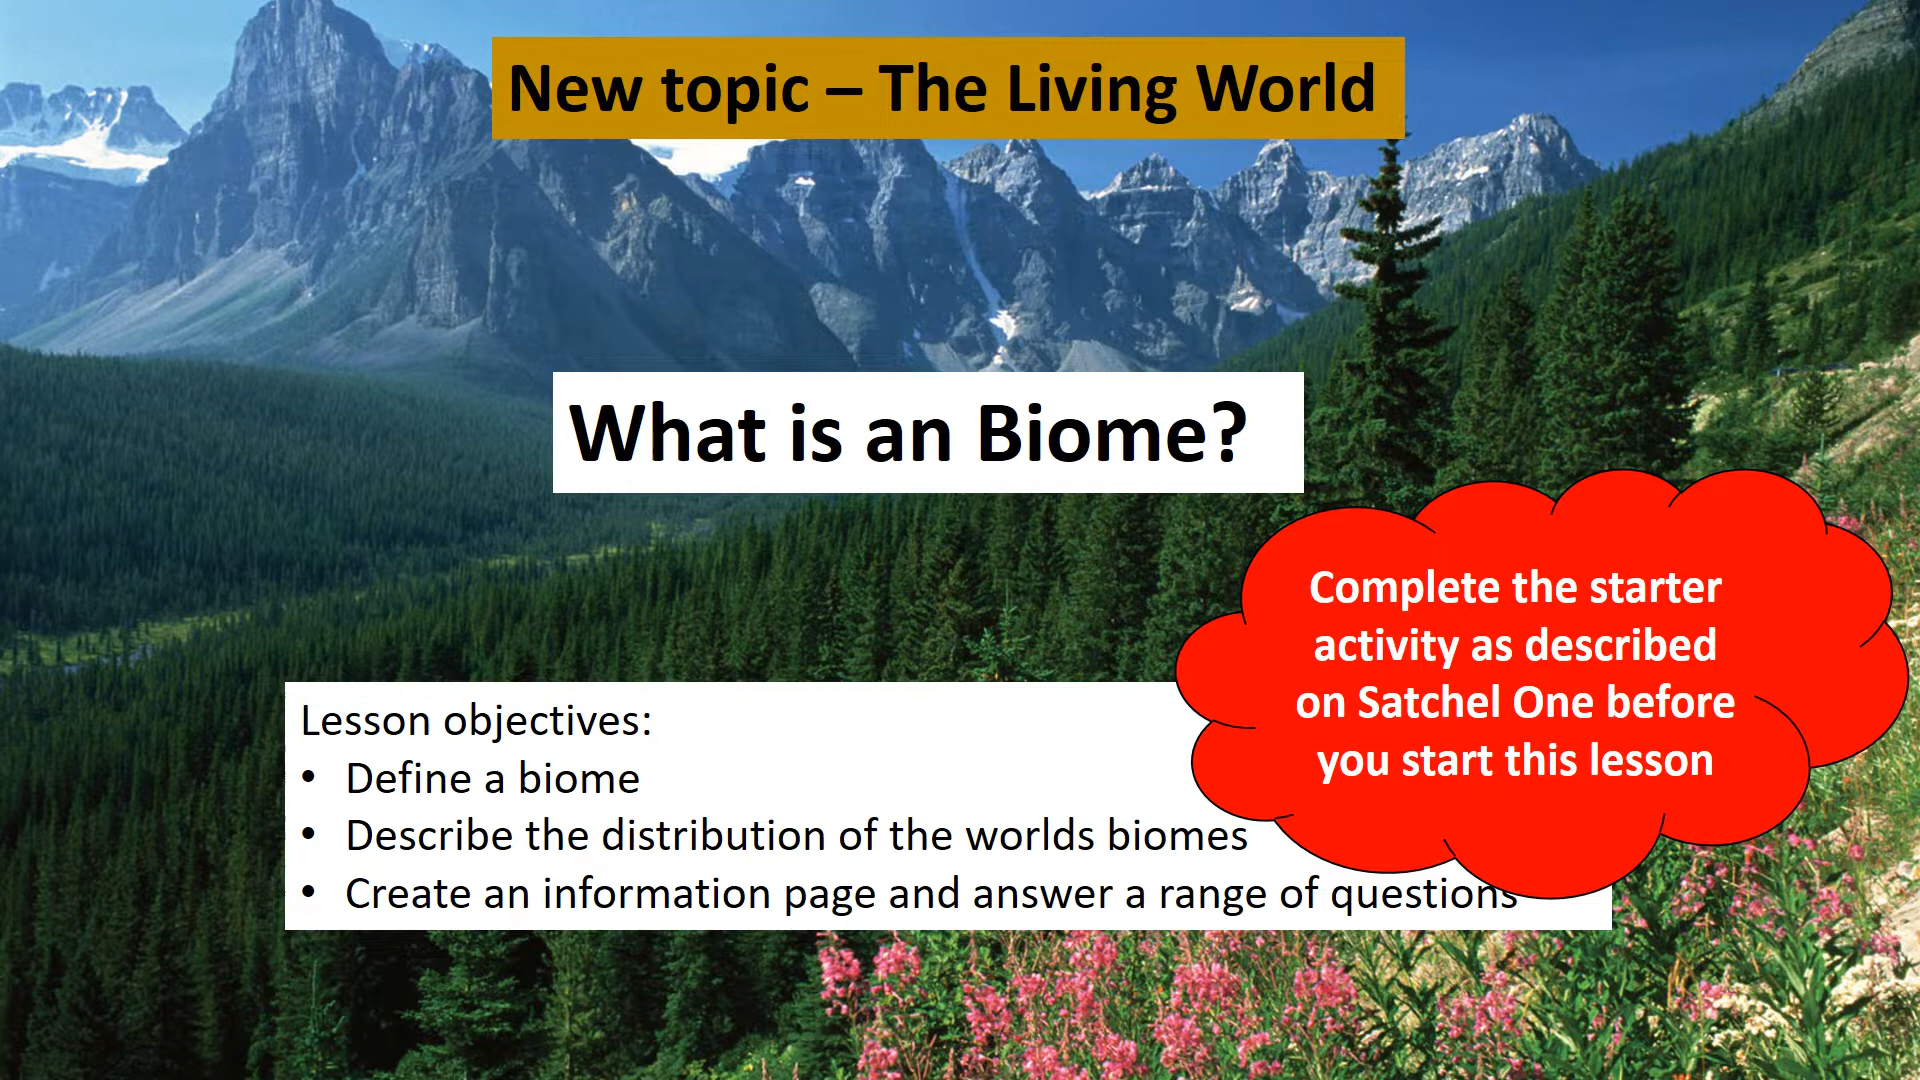 New topic – The Living World
What is an Biome?
Complete the starter
activity as described
on Satchel One before
you start this lesson
Lesson objectives:
• Define a biome
• Describe the distribution of the worlds biomes
• Create an information page and answer a range of questions